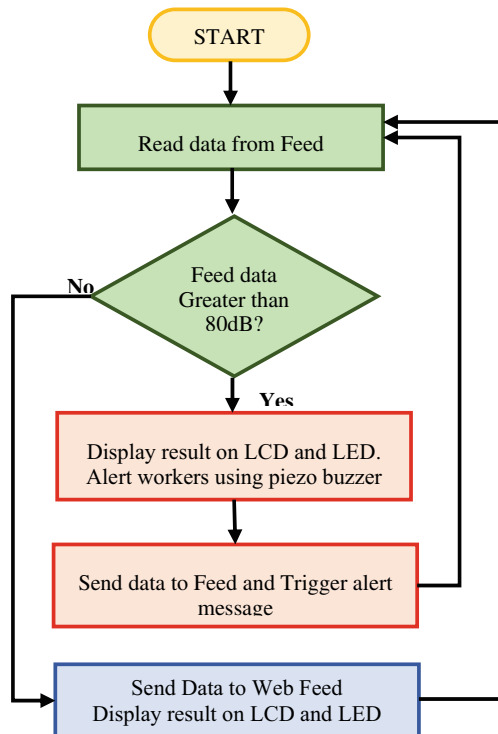 START
Read data from Feed
Feed data
Greater than
80dB?
No
Yes
Display result on LCD and LED.
Alert workers using piezo buzzer
Send data to Feed and Trigger alert
message
Send Data to Web Feed
Display result on LCD and LED